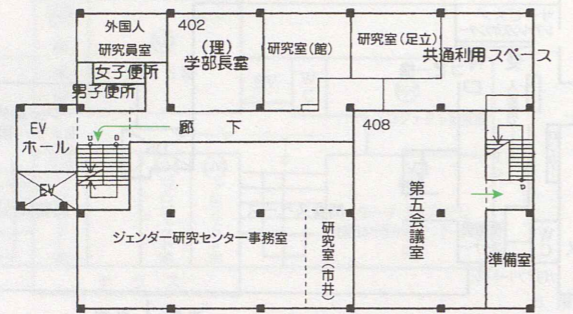 外国人
研究員室
402
(理)
学部長室
研究室(館)
研究室(足立)
共通利用スペース
女子便所
男子便所
EV
ホール
廊 下
EV
408
第五会議室
ジェンダー研究センター事務室
研究室(市井)
準備室